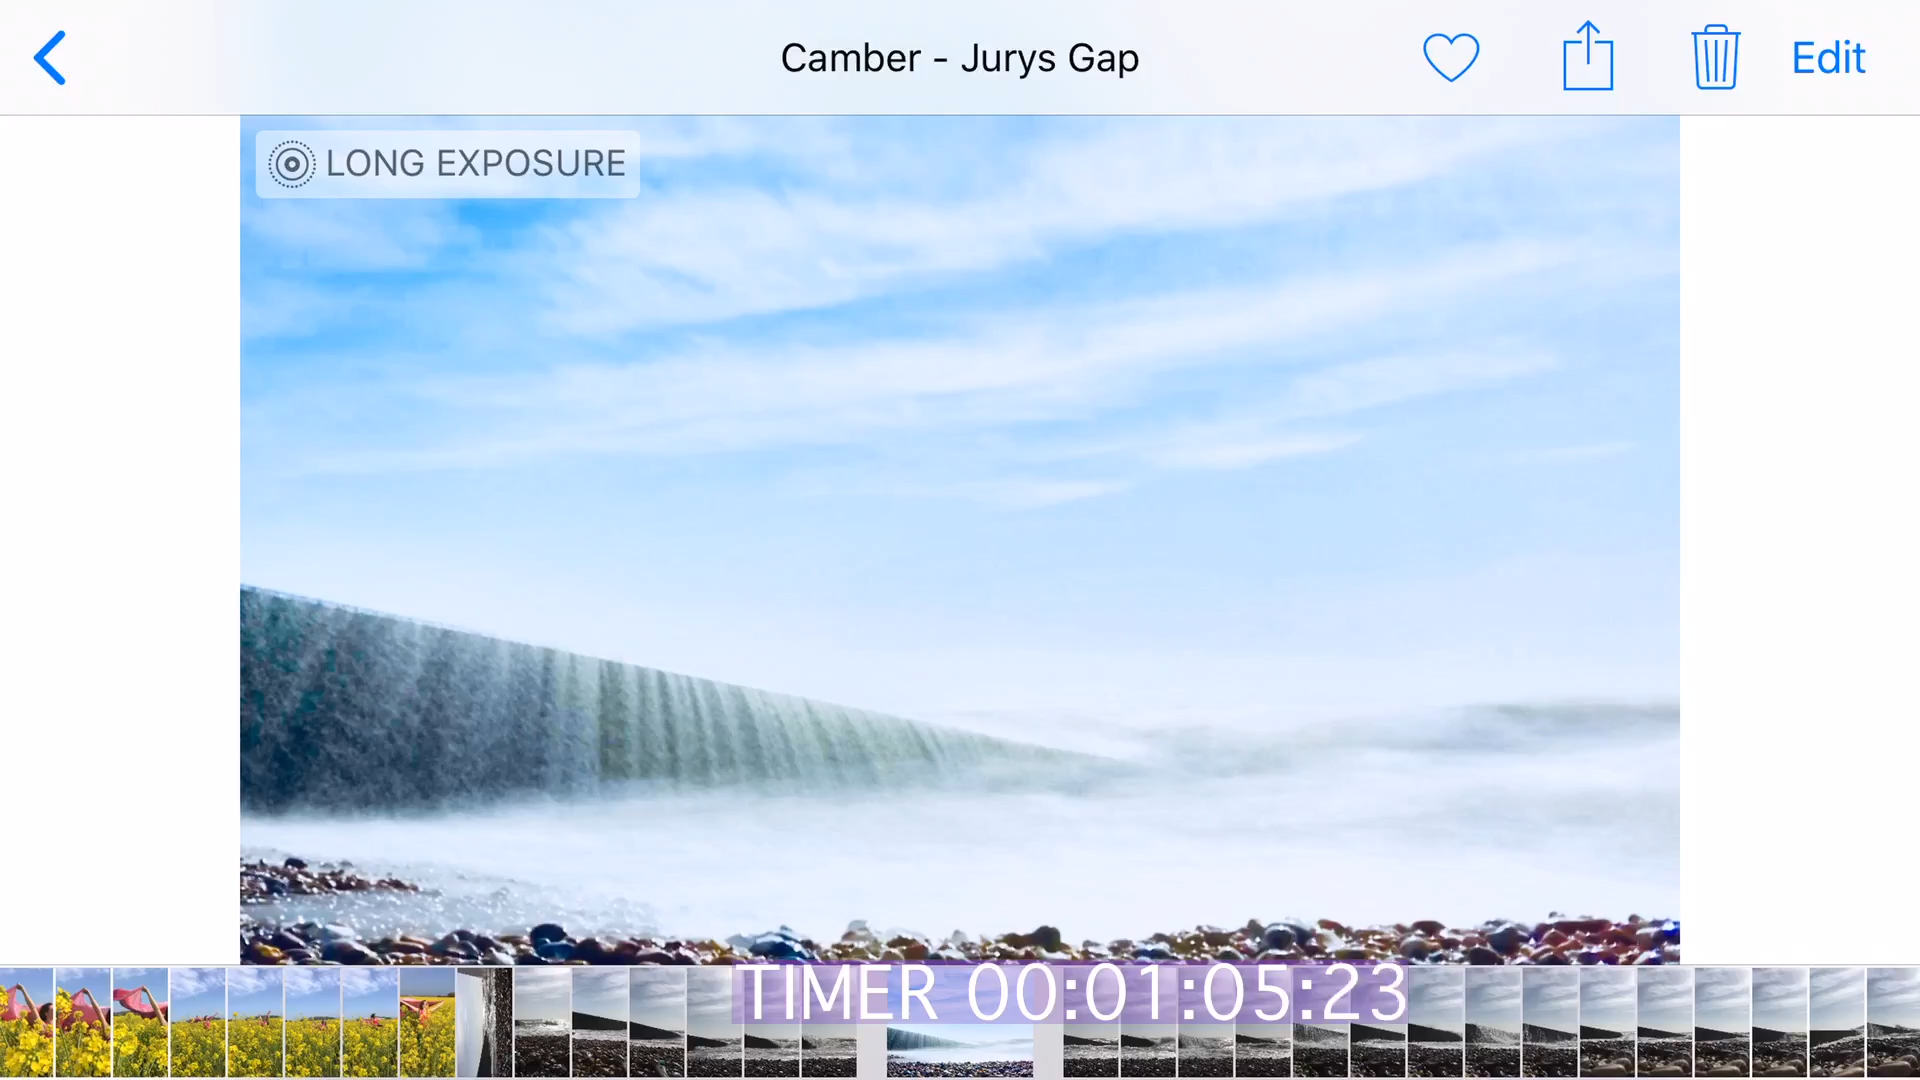 Camber - Jurys Gap
Edit
LONG EXPOSURE
TIMER 00:01:05:23